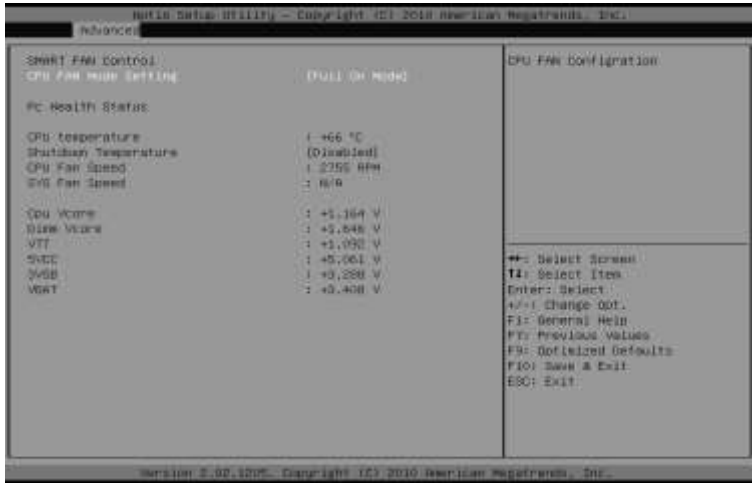 Aptio Setup Utility – Copyright (C) 2010 American Megatrends, Inc.
Advanced
SMART FAN Control
CPU FAN Mode Setting [Full On Mode]
Pc Health Status
CPU temperature : +66 °C
Shutdown Temperature [Disabled]
CPU Fan Speed : 2755 RPM
SYS Fan Speed : N/A
Cpu Vcore : +1.164 V
Dimm Vcore : +1.648 V
VTT : +1.092 V
5VCC : +5.061 V
3VSB : +3.288 V
VBAT : +3.408 V
CPU FAN Configration
↔: Select Screen
↑↓: Select Item
Enter: Select
+/-: Change Opt.
F1: General Help
F7: Previous Values
F9: Optimized Defaults
F10: Save & Exit
ESC: Exit
Version 2.02.1205. Copyright (C) 2010 American Megatrends, Inc.